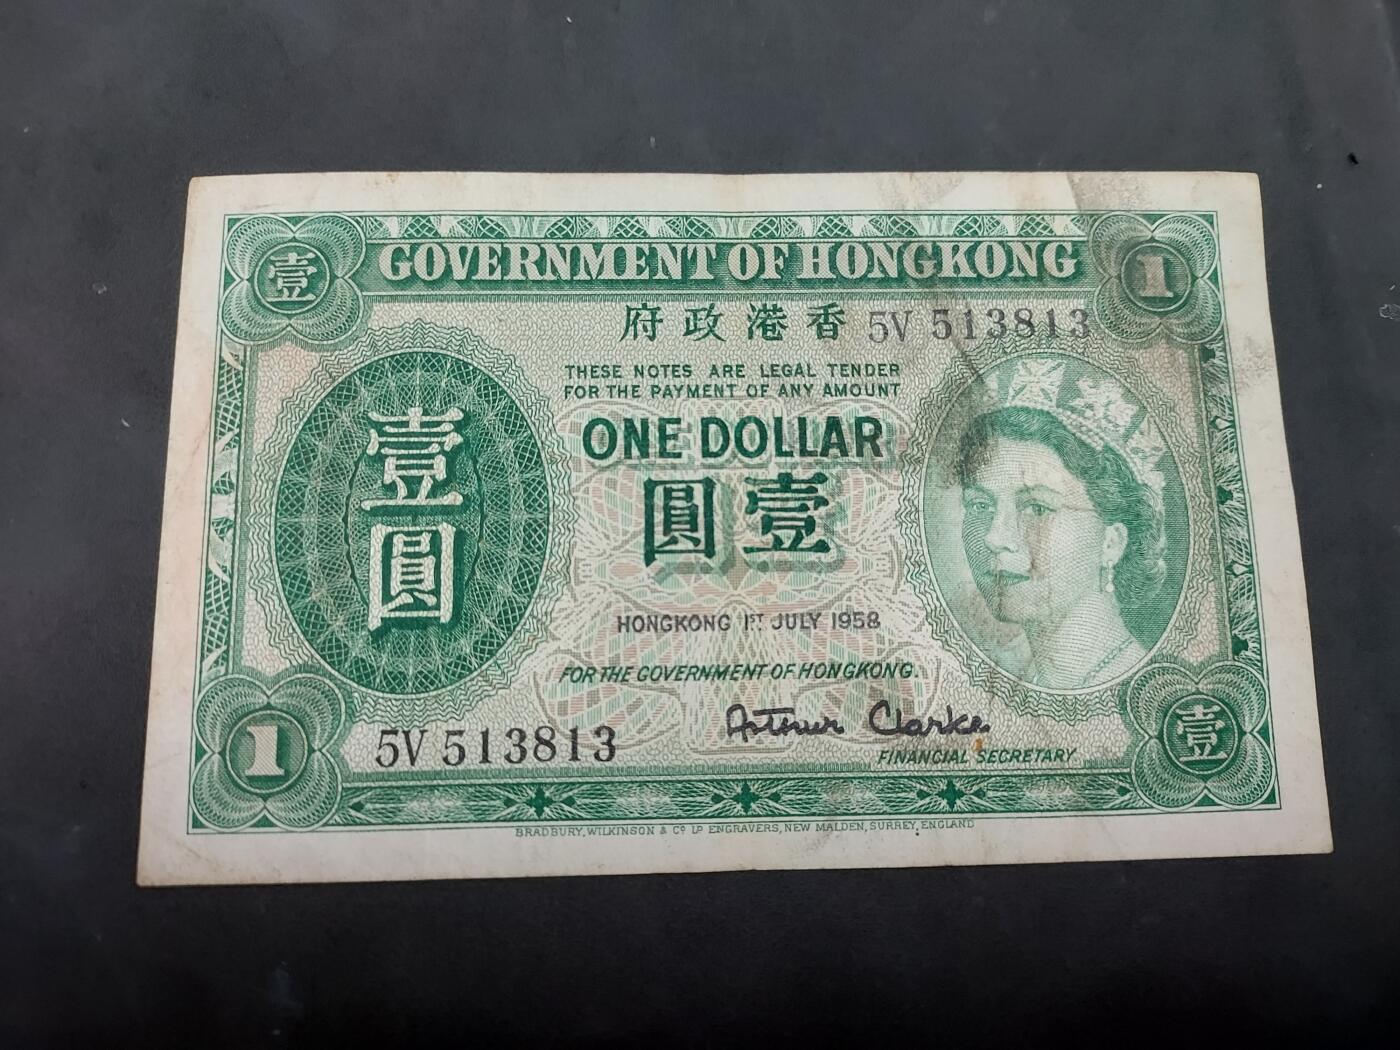 壹
GOVERNMENT OF HONGKONG
1
府政港香
5V 513813
THESE NOTES ARE LEGAL TENDER
FOR THE PAYMENT OF ANY AMOUNT
壹圓
ONE DOLLAR
圓壹
HONGKONG 1ST JULY 1958
FOR THE GOVERNMENT OF HONGKONG.
Arthur Clarke
FINANCIAL SECRETARY
1
5V 513813
壹
BRADBURY, WILKINSON & Co LD ENGRAVERS, NEW MALDEN, SURREY, ENGLAND